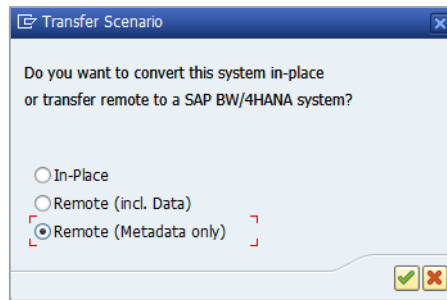 Transfer Scenario
Do you want to convert this system in-place
or transfer remote to a SAP BW/4HANA system?
In-Place
Remote (incl. Data)
Remote (Metadata only)